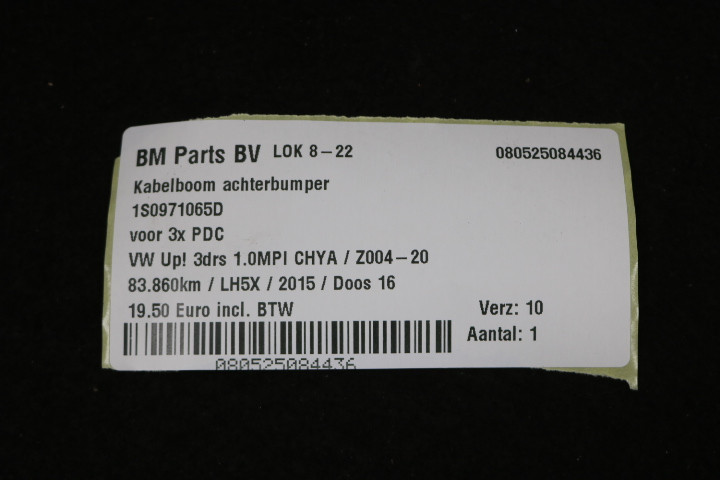 BM Parts BV LOK 8-22 080525084436
Kabelboom achterbumper
1S0971065D
voor 3x PDC
VW Up! 3drs 1.0MPI CHYA / Z004-20
83.860km / LH5X / 2015 / Doos 16
19.50 Euro incl. BTW Verz: 10
Aantal: 1
080525084436